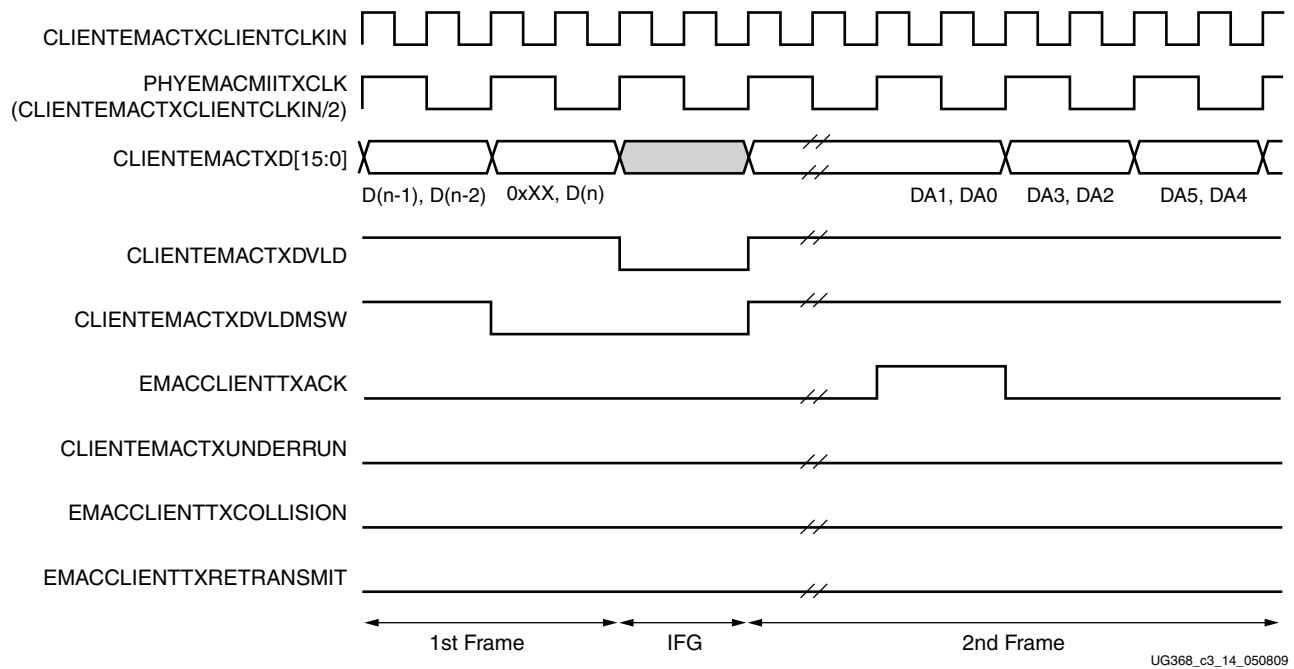 CLIENTEMACTXCLIENTCLKIN
PHYEMACMIITXCLK
(CLIENTEMACTXCLIENTCLKIN/2)
CLIENTEMACTXD[15:0]
D(n-1), D(n-2) 0xXX, D(n) DA1, DA0 DA3, DA2 DA5, DA4
CLIENTEMACTXDVLD
CLIENTEMACTXDVLDMSW
EMACCLIENTTXACK
CLIENTEMACTXUNDERRUN
EMACCLIENTTXCOLLISION
EMACCLIENTTXRETRANSMIT
1st Frame IFG 2nd Frame
UG368_c3_14_050809